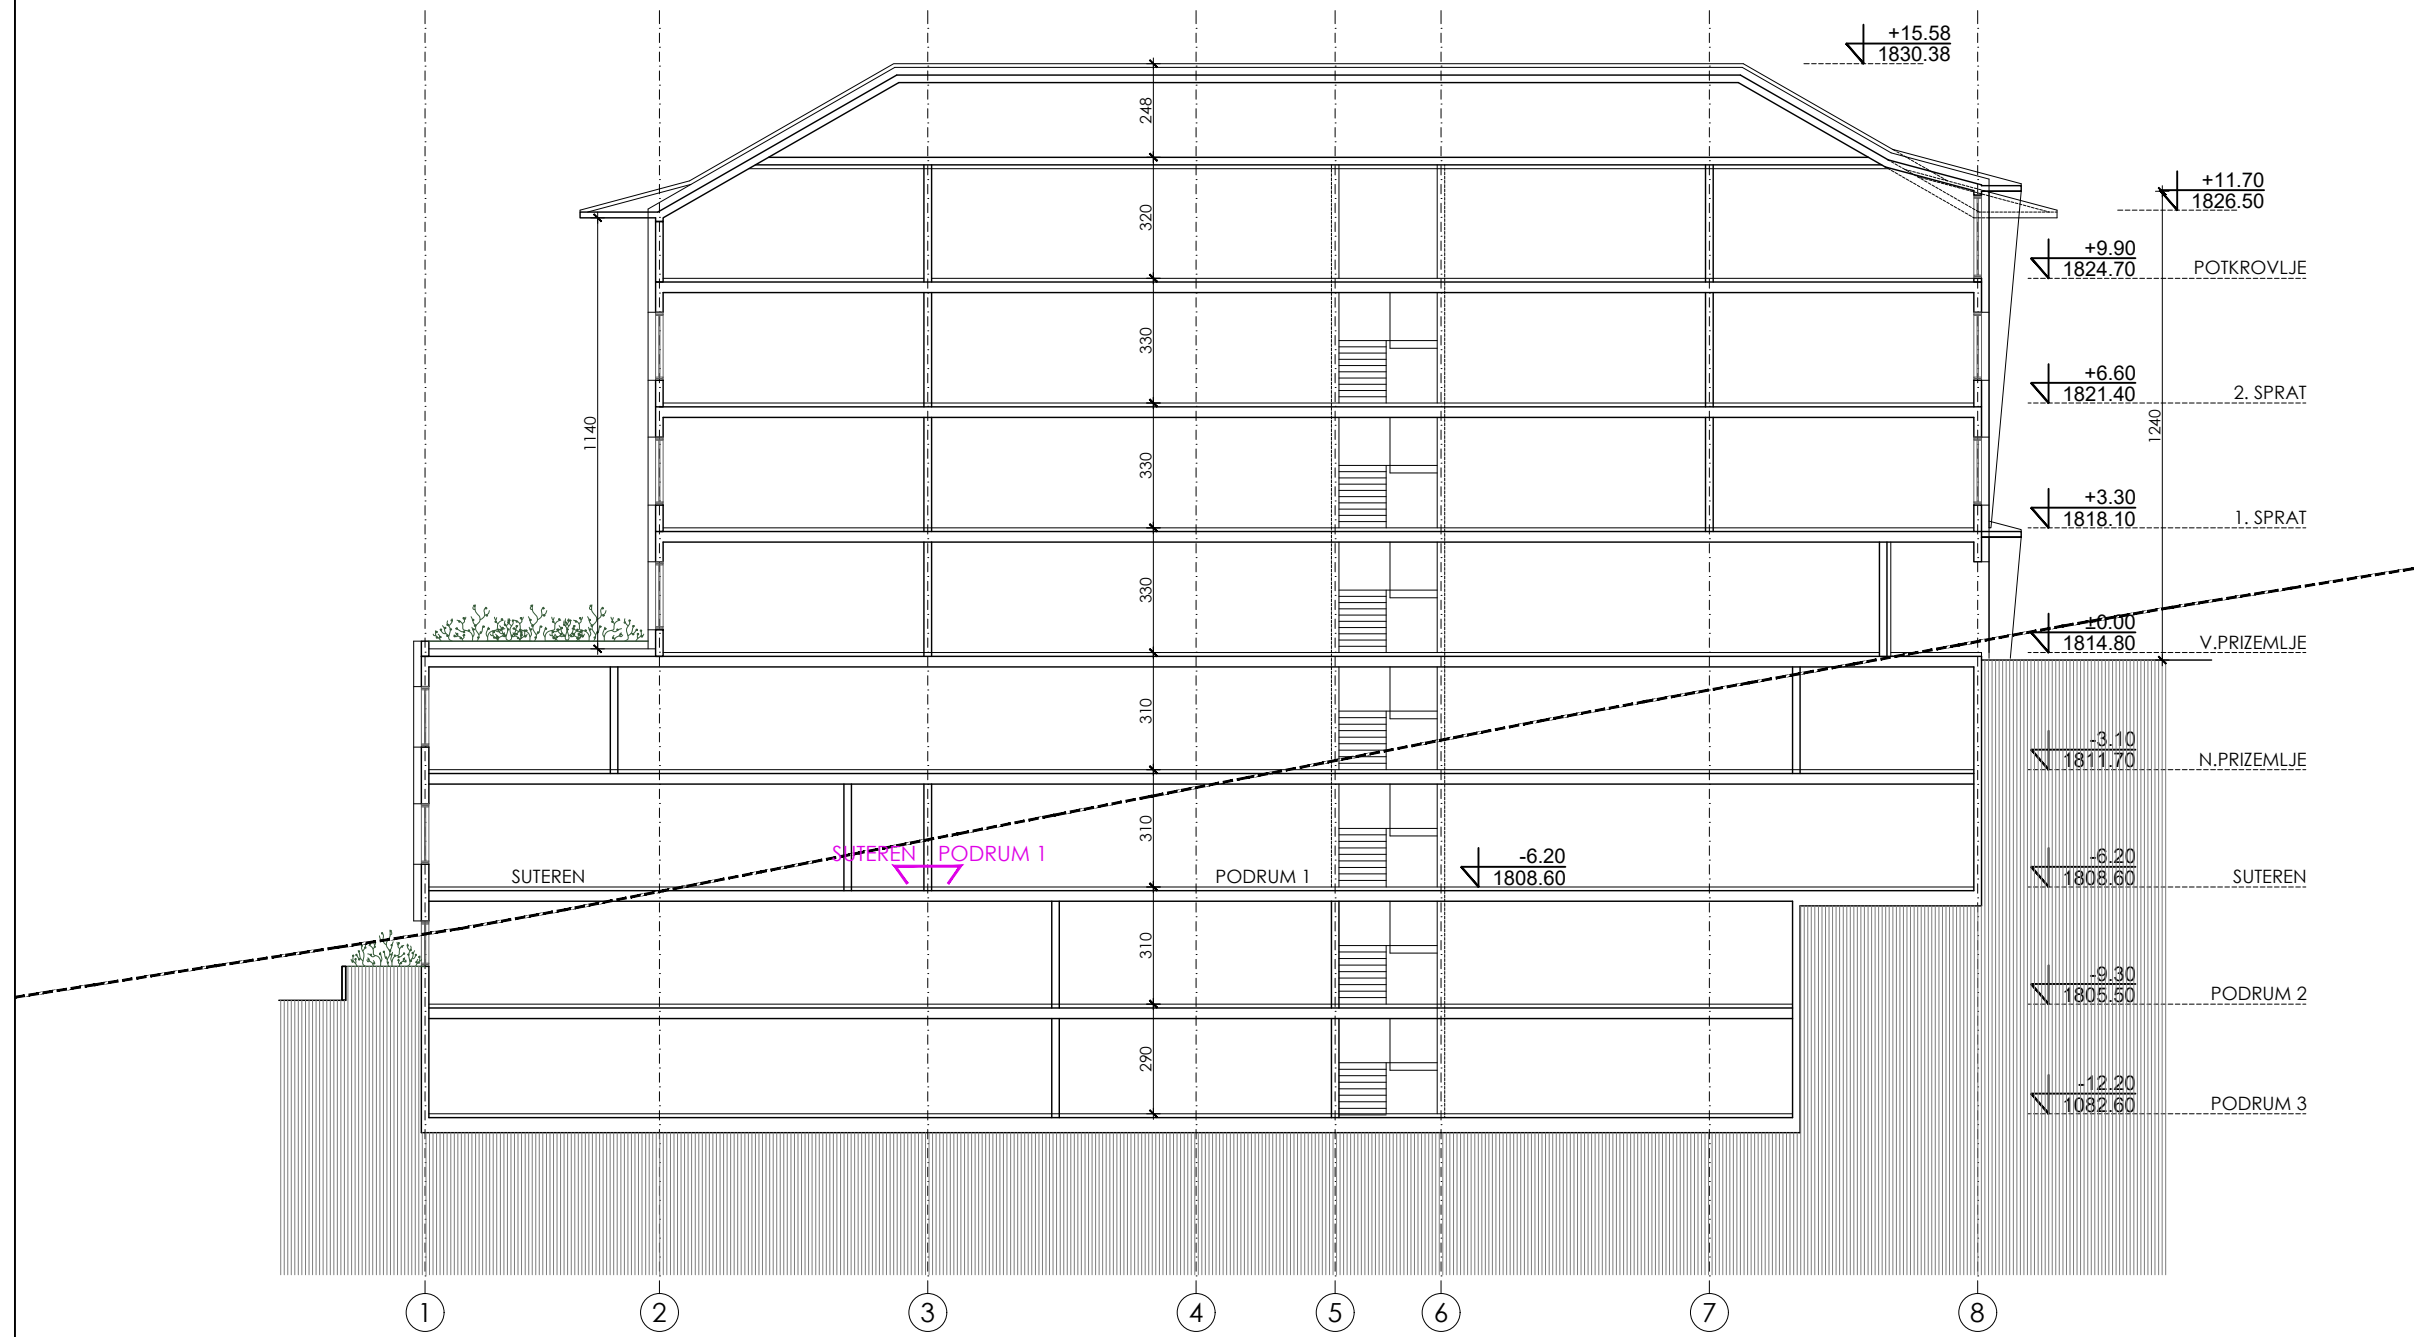 +15.58
1830.38
248
+11.70
1826.50
320
+9.90
1824.70
POTKROVLJE
330
+6.60
1821.40
2. SPRAT
1140
1240
330
+3.30
1818.10
1. SPRAT
330
±0.00
1814.80
V.PRIZEMLJE
310
-3.10
1811.70
N.PRIZEMLJE
310
SUTEREN PODRUM 1
SUTEREN
PODRUM 1
-6.20
1808.60
-6.20
1808.60
SUTEREN
310
-9.30
1805.50
PODRUM 2
290
-12.20
1082.60
PODRUM 3
1 2 3 4 5 6 7 8